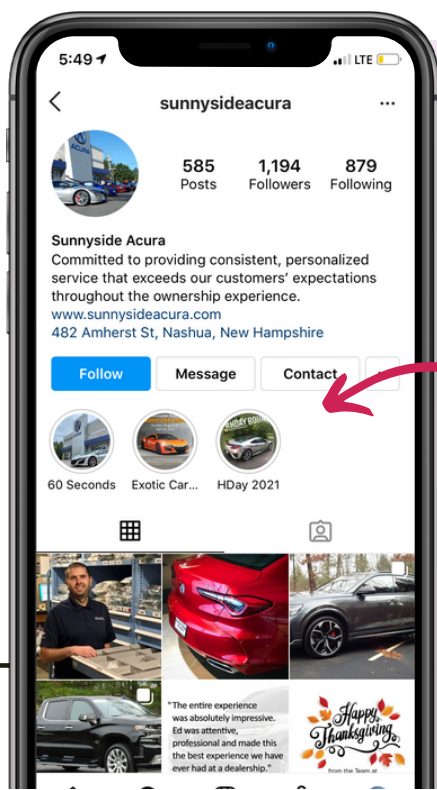 5:49
LTE
sunnysideacura
585 1,194 879
Posts Followers Following
ACURA
Sunnyside Acura
Committed to providing consistent, personalized
service that exceeds our customers' expectations
throughout the ownership experience.
www.sunnysideacura.com
482 Amherst St, Nashua, New Hampshire
Follow Message Contact
60 Seconds Exotic Car... HDay 2021
"The entire experience
was absolutely impressive.
Ed was attentive,
professional and made this
the best experience we have
ever had at a dealership."
Happy
Thanksgiving
from the Team at